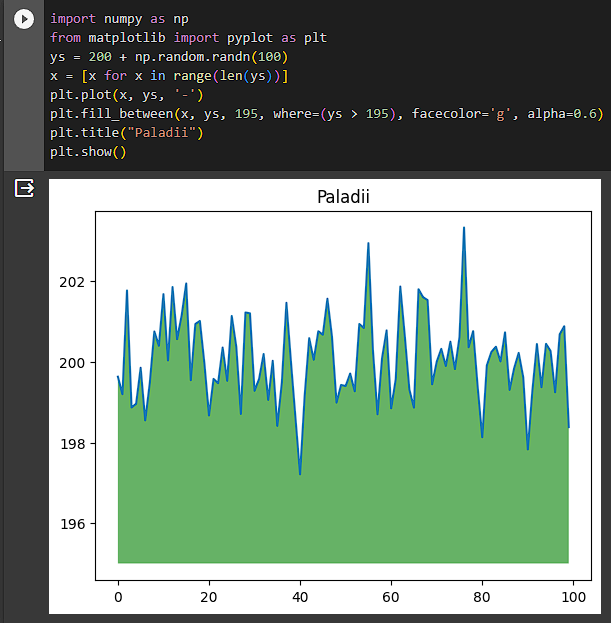 import numpy as np
from matplotlib import pyplot as plt
ys = 200 + np.random.randn(100)
x = [x for x in range(len(ys))]
plt.plot(x, ys, '-')
plt.fill_between(x, ys, 195, where=(ys > 195), facecolor='g', alpha=0.6)
plt.title("Paladii")
plt.show()
Paladii
202
200
198
196
0 20 40 60 80 100